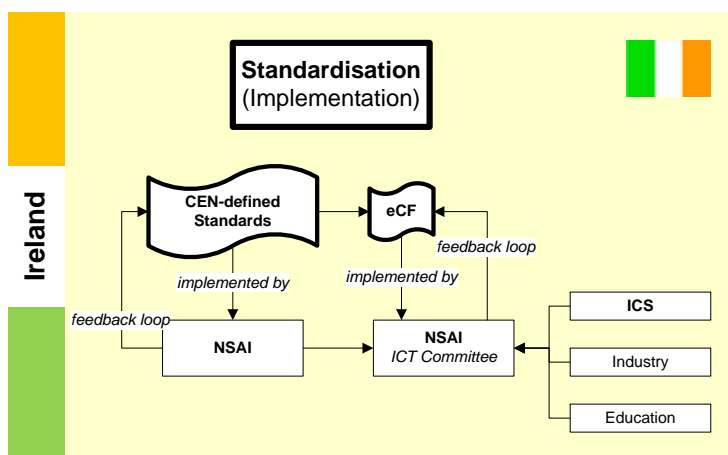 Standardisation
(Implementation)
Ireland
CEN-defined
Standards
eCF
feedback loop
implemented by
implemented by
feedback loop
NSAI
NSAI
ICT Committee
ICS
Industry
Education